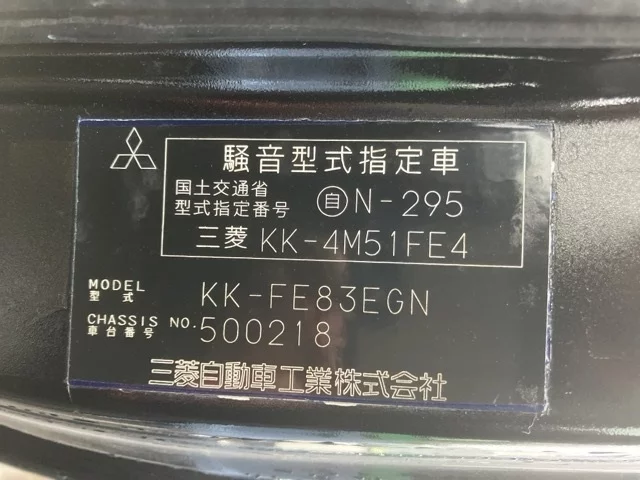 騒音型式指定車
国土交通省
型式指定番号 自N-295
三菱 KK-4M51FE4
MODEL
型式 KK-FE83EGN
CHASSIS NO.
車台番号 500218
三菱自動車工業株式会社